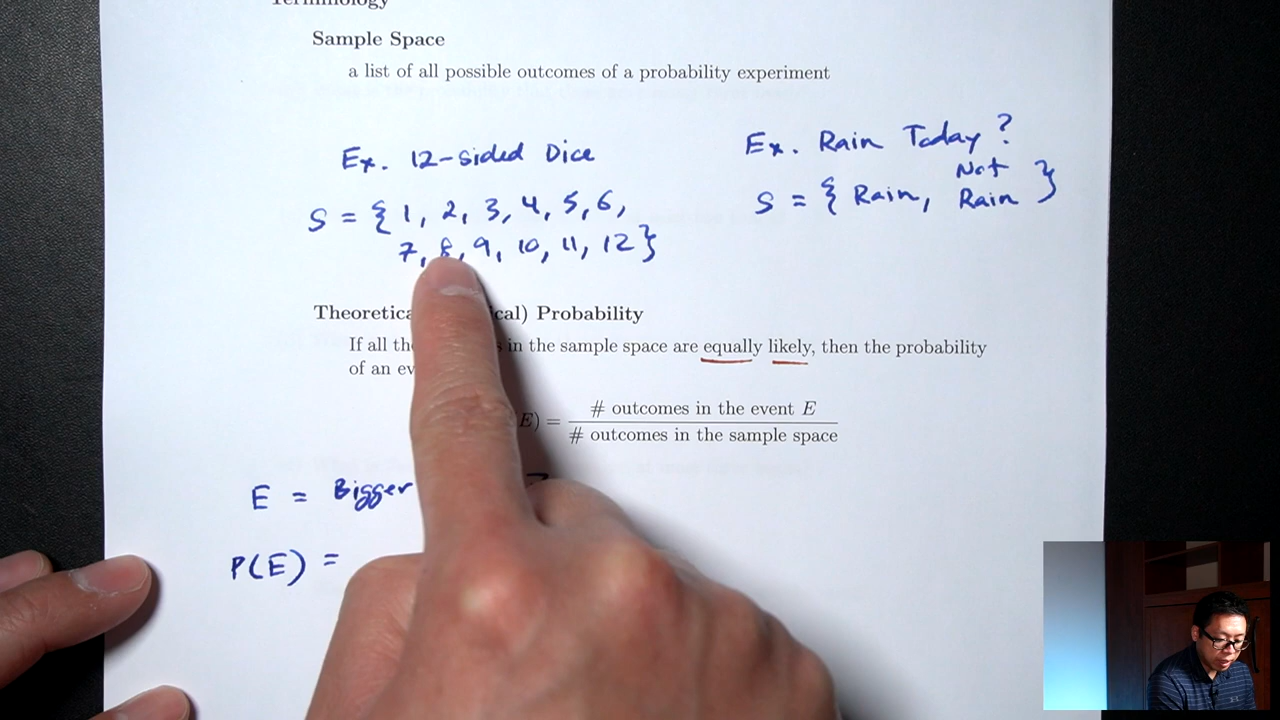 Terminology
Sample Space
a list of all possible outcomes of a probability experiment
Ex. 12-sided Dice
S = { 1, 2, 3, 4, 5, 6,
7, 8, 9, 10, 11, 12 }
Ex. Rain Today ?
S = { Rain, Not Rain }
Theoretica cal) Probability
If all th in the sample space are equally likely, then the probability
of an ev
E) = # outcomes in the event E
# outcomes in the sample space
E = Bigger
P(E) =